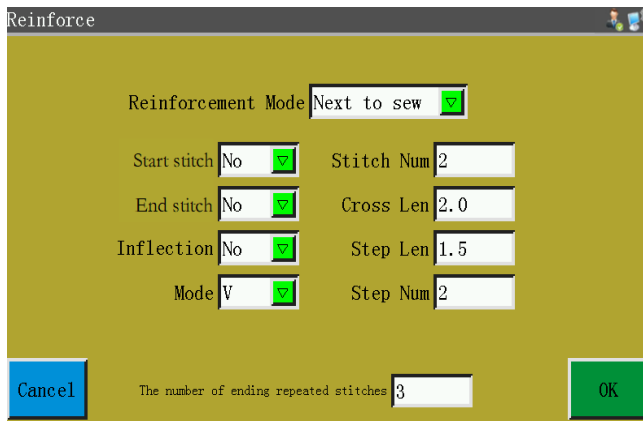 Reinforce
Reinforcement Mode Next to sew
Start stitch No Stitch Num 2
End stitch No Cross Len 2.0
Inflection No Step Len 1.5
Mode V Step Num 2
Cancel The number of ending repeated stitches 3 OK